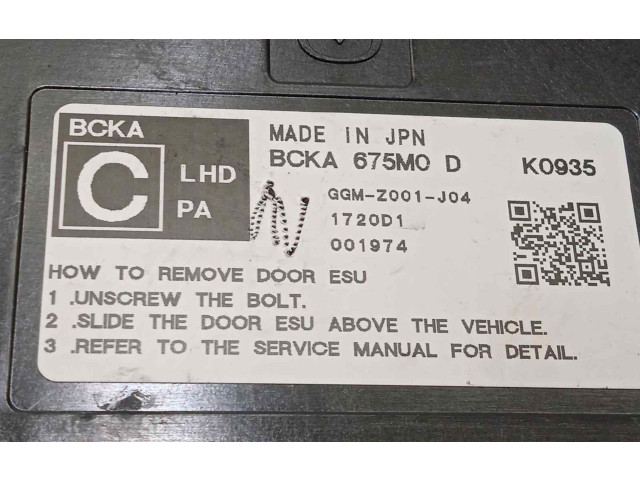 BCKA
C
LHD
PA
MADE IN JPN
BCKA 675M0 D
K0935
GGM-Z001-J04
1720D1
001974
HOW TO REMOVE DOOR ESU
1 .UNSCREW THE BOLT.
2 .SLIDE THE DOOR ESU ABOVE THE VEHICLE.
3 .REFER TO THE SERVICE MANUAL FOR DETAIL.